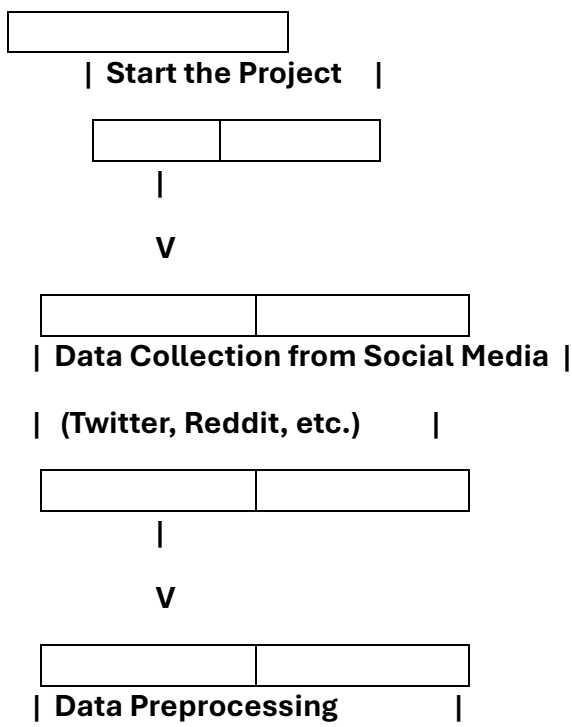 | Start the Project |
|
V
| Data Collection from Social Media |
| (Twitter, Reddit, etc.) |
|
V
| Data Preprocessing |